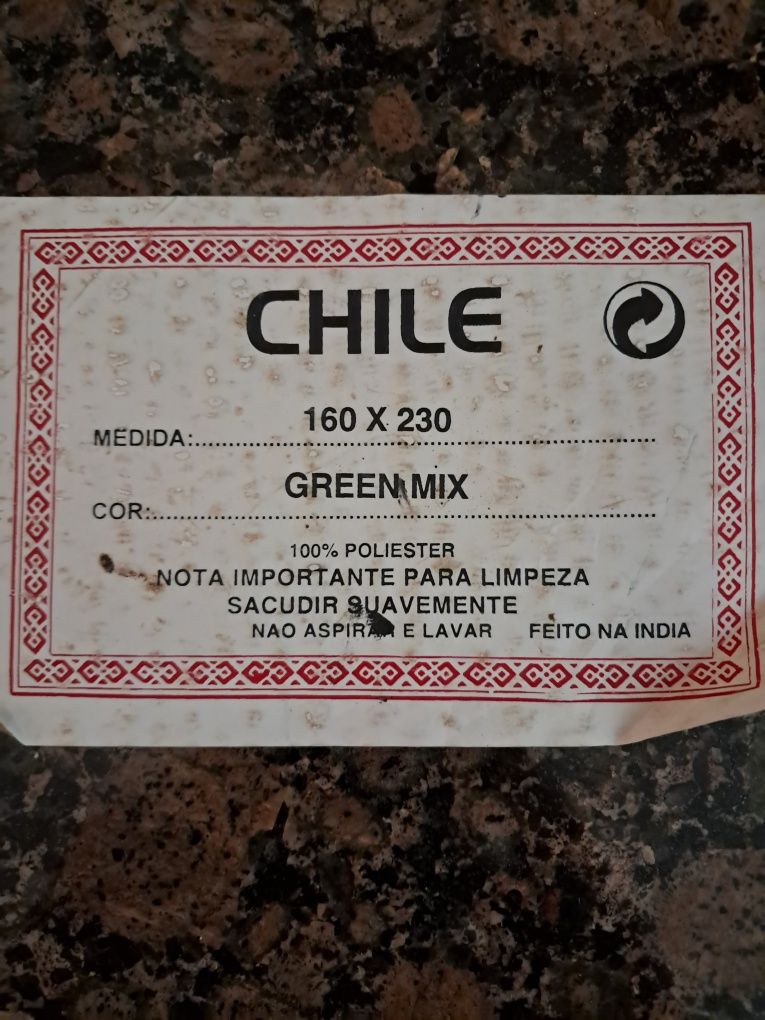 CHILE
MEDIDA:........ 160 X 230
COR:........ GREEN MIX
100% POLIESTER
NOTA IMPORTANTE PARA LIMPEZA
SACUDIR SUAVEMENTE
NAO ASPIRAR E LAVAR FEITO NA INDIA